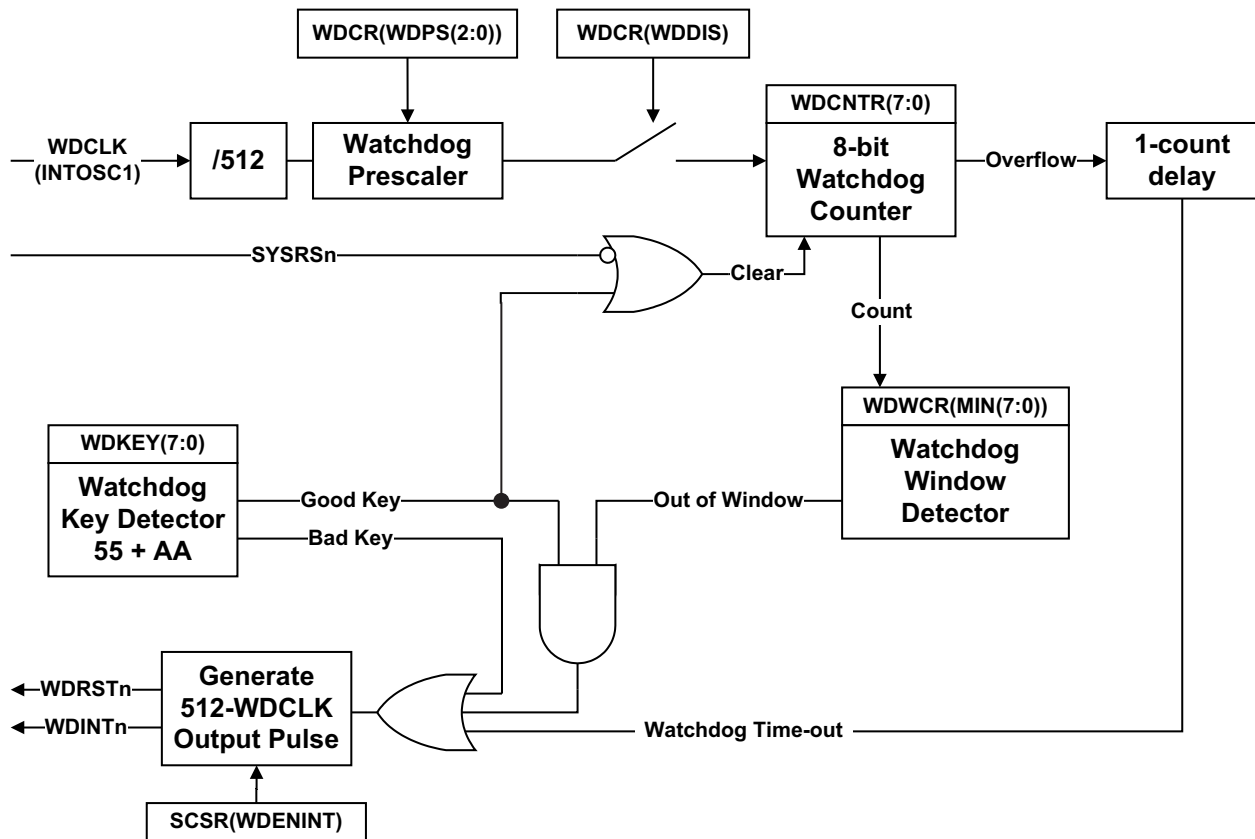 WDCR(WDPS(2:0))
WDCR(WDDIS)
WDCNTR(7:0)
WDCLK
(INTOSC1)
/512
Watchdog
Prescaler
8-bit
Watchdog
Counter
Overflow
1-count
delay
SYSRSn
Clear
Count
WDWCR(MIN(7:0))
Watchdog
Window
Detector
WDKEY(7:0)
Watchdog
Key Detector
55 + AA
Good Key
Bad Key
Out of Window
Generate
512-WDCLK
Output Pulse
WDRSTn
WDINTn
Watchdog Time-out
SCSR(WDENINT)